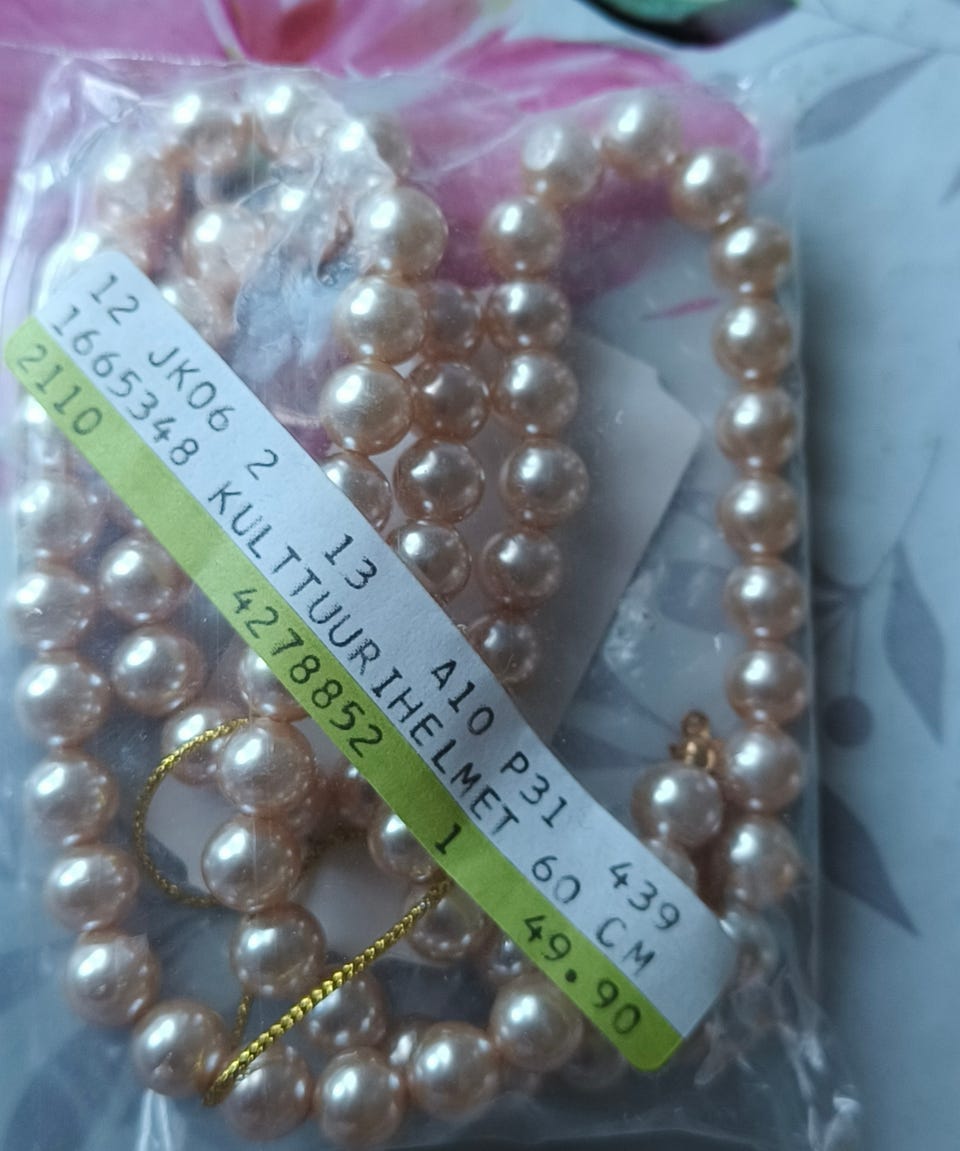 12 JK06 2 13 A10 P31 439
1665348 KULTTUURIHELMET 60 CM
2110 4278852 1 49.90